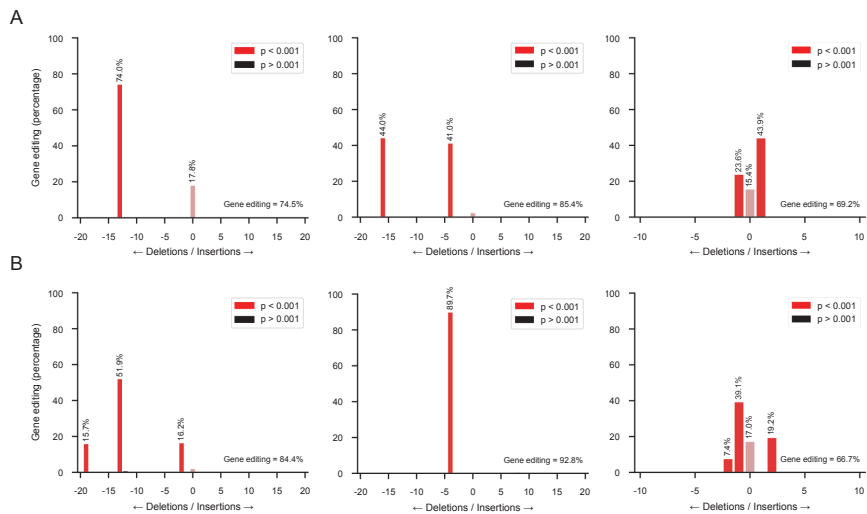 A
Gene editing (percentage)
100
80
60
40
20
0
74.0%
17.8%
p < 0.001
p > 0.001
Gene editing = 74.5%
-20 -15 -10 -5 0 5 10 15 20
← Deletions / Insertions →
100
80
60
40
20
0
44.0%
41.0%
p < 0.001
p > 0.001
Gene editing = 85.4%
-20 -15 -10 -5 0 5 10 15 20
← Deletions / Insertions →
100
80
60
40
20
0
23.6%
15.4%
43.9%
p < 0.001
p > 0.001
Gene editing = 69.2%
-10 -5 0 5 10
← Deletions / Insertions →
B
Gene editing (percentage)
100
80
60
40
20
0
15.7%
51.9%
16.2%
p < 0.001
p > 0.001
Gene editing = 84.4%
-20 -15 -10 -5 0 5 10 15 20
← Deletions / Insertions →
100
80
60
40
20
0
89.7%
p < 0.001
p > 0.001
Gene editing = 92.8%
-20 -15 -10 -5 0 5 10 15 20
← Deletions / Insertions →
100
80
60
40
20
0
7.4%
39.1%
17.0%
19.2%
p < 0.001
p > 0.001
Gene editing = 66.7%
-10 -5 0 5 10
← Deletions / Insertions →